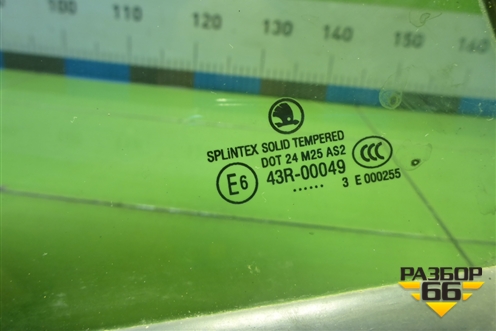 100 110 120 130 140 150 160
SPLiNTEX SOLID TEMPERED
DOT 24 M25 AS2
E6 43R-00049 CCC
...... 3 E 000255
РАЗБОР
66